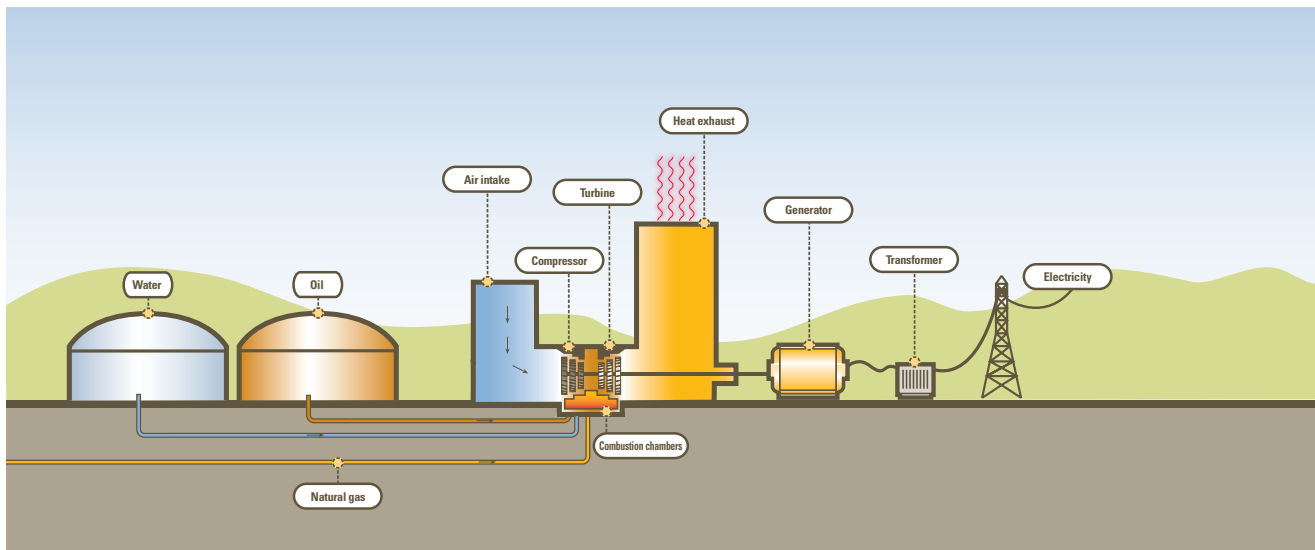 Heat exhaust
Air intake
Turbine
Generator
Compressor
Transformer
Water
Oil
Electricity
Combustion chambers
Natural gas